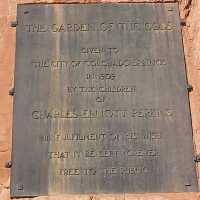 THE GARDEN OF THE GODS
GIVEN TO
THE CITY OF COLORADO SPRINGS
IN 1909
BY THE CHILDREN
OF
CHARLES ELLIOTT PERKINS
IN FULFILMENT OF HIS WISH
THAT IT BE KEPT FOREVER
FREE TO THE PUBLIC